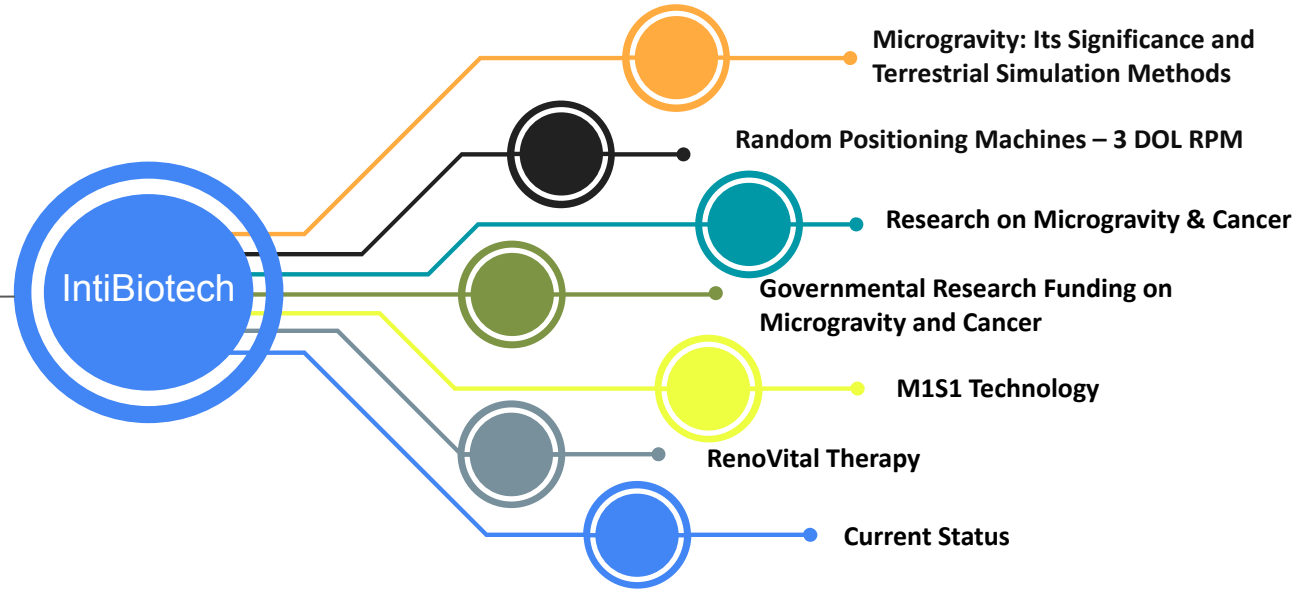 IntiBiotech
Microgravity: Its Significance and
Terrestrial Simulation Methods
Random Positioning Machines – 3 DOL RPM
Research on Microgravity & Cancer
Governmental Research Funding on
Microgravity and Cancer
M1S1 Technology
RenoVital Therapy
Current Status